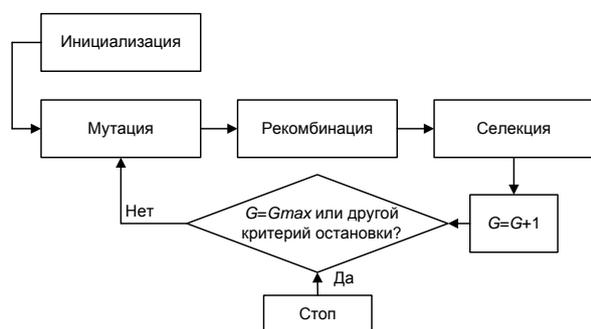 Инициализация
Мутация
Рекомбинация
Селекция
Нет
G=Gmax или другой
критерий остановки?
G=G+1
Да
Стоп